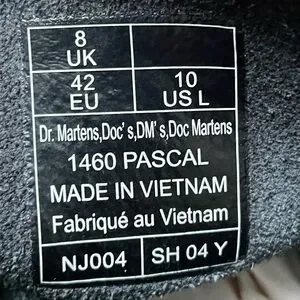 8
UK
42
EU
10
US L
Dr. Martens,Doc' s,DM' s,Doc Martens
1460 PASCAL
MADE IN VIETNAM
Fabriqué au Vietnam
NJ004
SH 04 Y